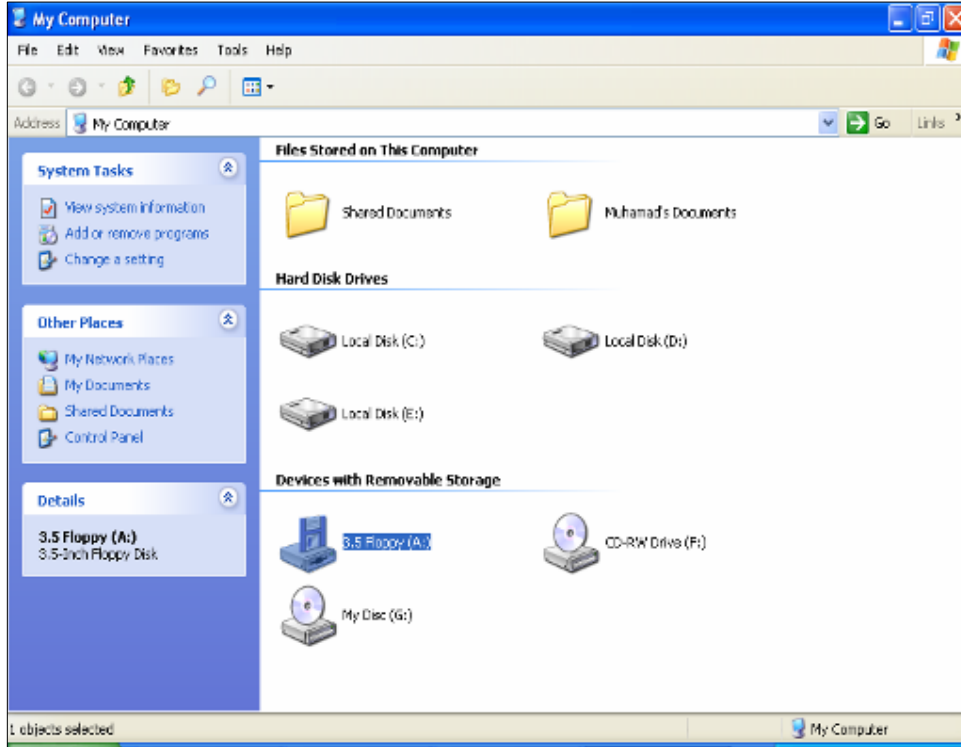 My Computer
File Edit View Favorites Tools Help
Address My Computer Go Links »
System Tasks
View system information
Add or remove programs
Change a setting
Other Places
My Network Places
My Documents
Shared Documents
Control Panel
Details
3.5 Floppy (A:)
3.5-Inch Floppy Disk
Files Stored on This Computer
Shared Documents Muhamad's Documents
Hard Disk Drives
Local Disk (C:) Local Disk (D:)
Local Disk (E:)
Devices with Removable Storage
3.5 Floppy (A:) CD-RW Drive (F:)
My Disc (G:)
1 objects selected My Computer